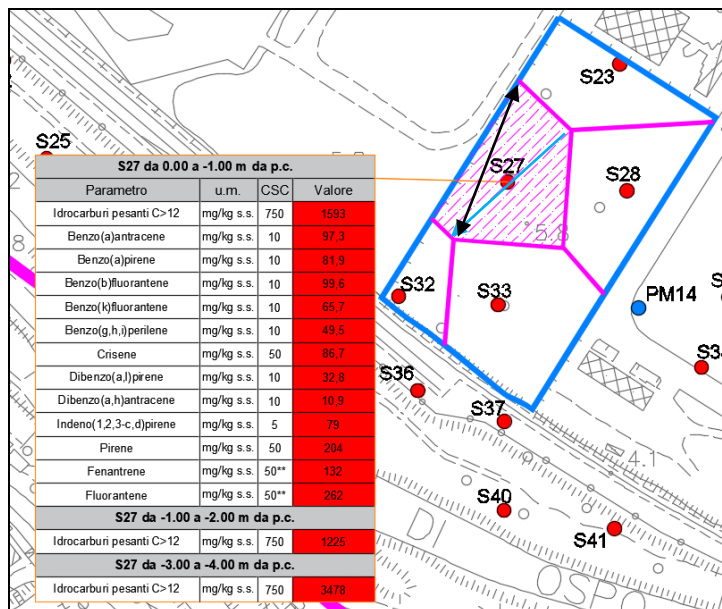 S23
S25
S27
S28
5.8
S32
S33
PM14
S36
S37
4.1
S40
S41
DI
OSPO
S27 da 0.00 a -1.00 m da p.c.
Parametro u.m. CSC Valore
Idrocarburi pesanti C>12 mg/kg s.s. 750 1593
Benzo(a)antracene mg/kg s.s. 10 97,3
Benzo(a)pirene mg/kg s.s. 10 81,9
Benzo(b)fluorantene mg/kg s.s. 10 99,6
Benzo(k)fluorantene mg/kg s.s. 10 65,7
Benzo(g,h,i)perilene mg/kg s.s. 10 49,5
Crisene mg/kg s.s. 50 86,7
Dibenzo(a,l)pirene mg/kg s.s. 10 32,8
Dibenzo(a,h)antracene mg/kg s.s. 10 10,9
Indeno(1,2,3-c,d)pirene mg/kg s.s. 5 79
Pirene mg/kg s.s. 50 204
Fenantrene mg/kg s.s. 50** 132
Fluorantene mg/kg s.s. 50** 262
S27 da -1.00 a -2.00 m da p.c.
Idrocarburi pesanti C>12 mg/kg s.s. 750 1225
S27 da -3.00 a -4.00 m da p.c.
Idrocarburi pesanti C>12 mg/kg s.s. 750 3478